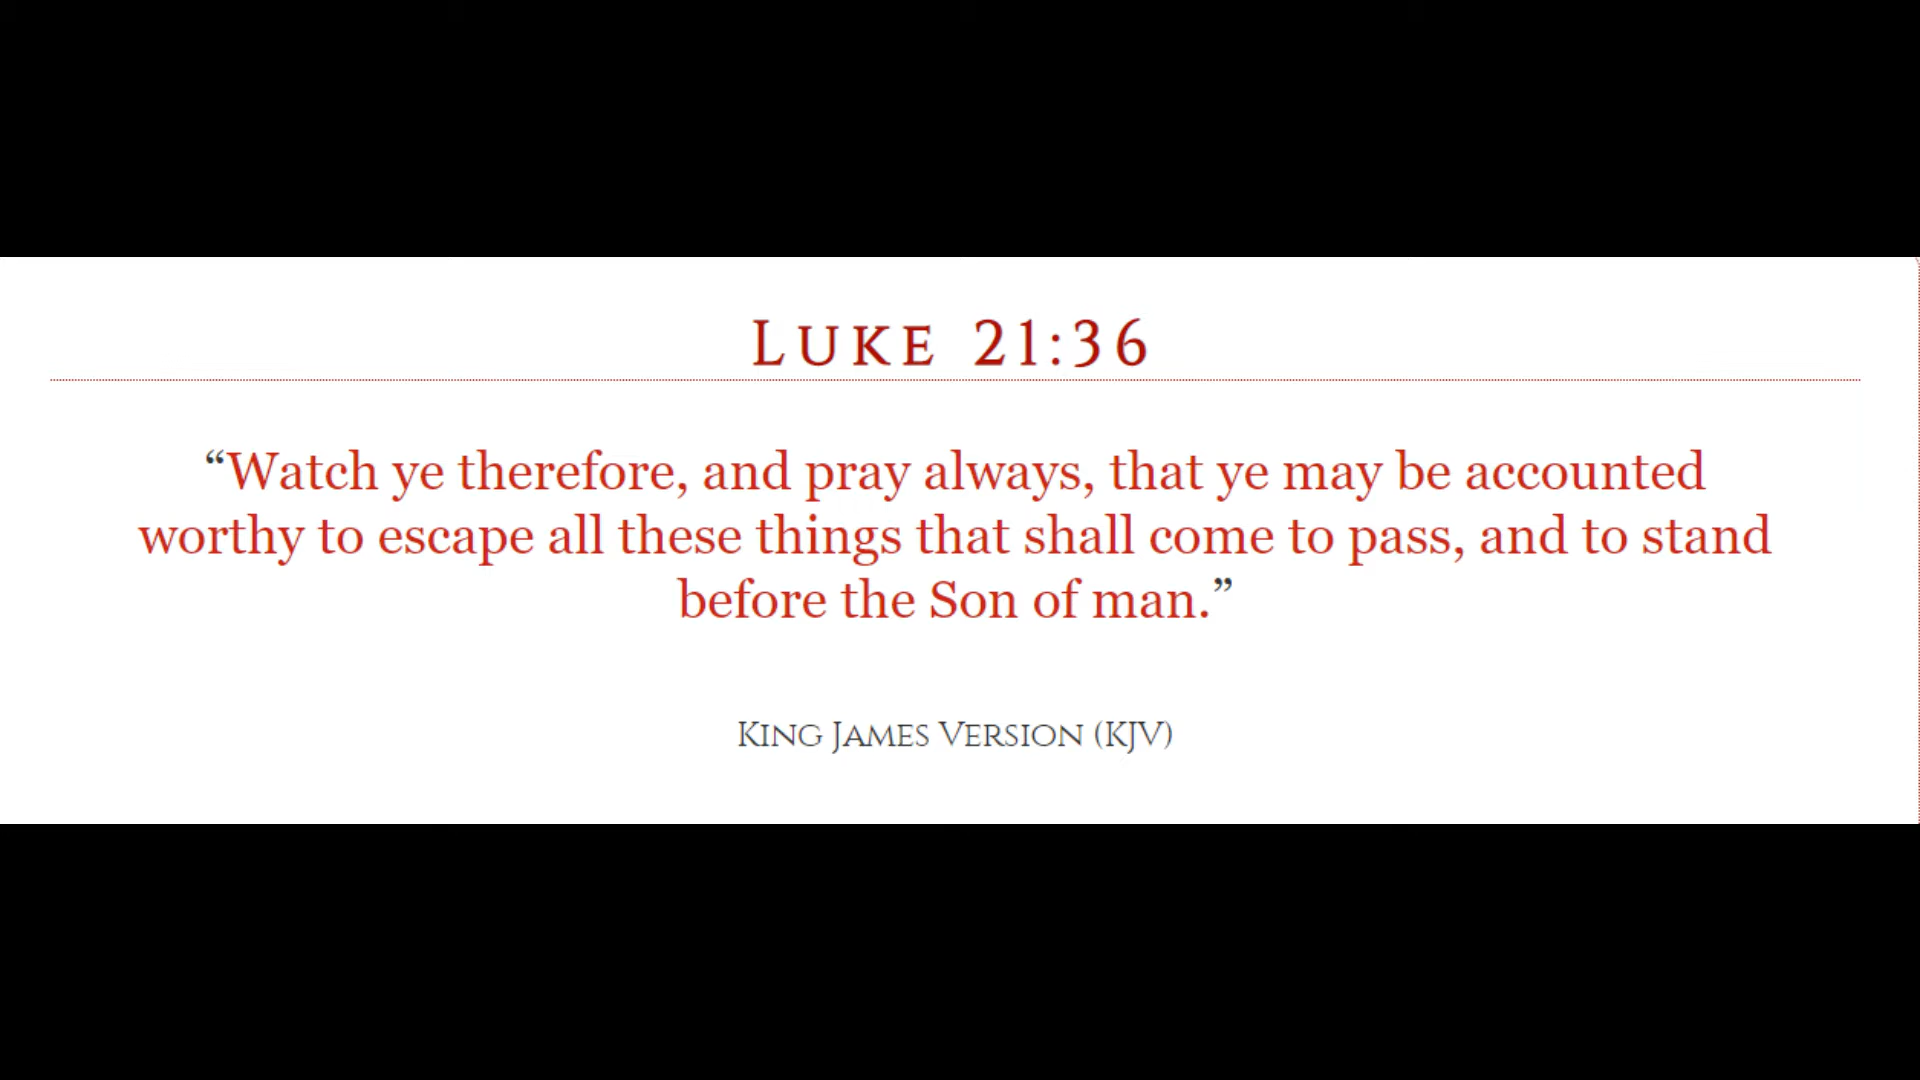 LUKE 21:36
“Watch ye therefore, and pray always, that ye may be accounted
worthy to escape all these things that shall come to pass, and to stand
before the Son of man.”
KING JAMES VERSION (KJV)